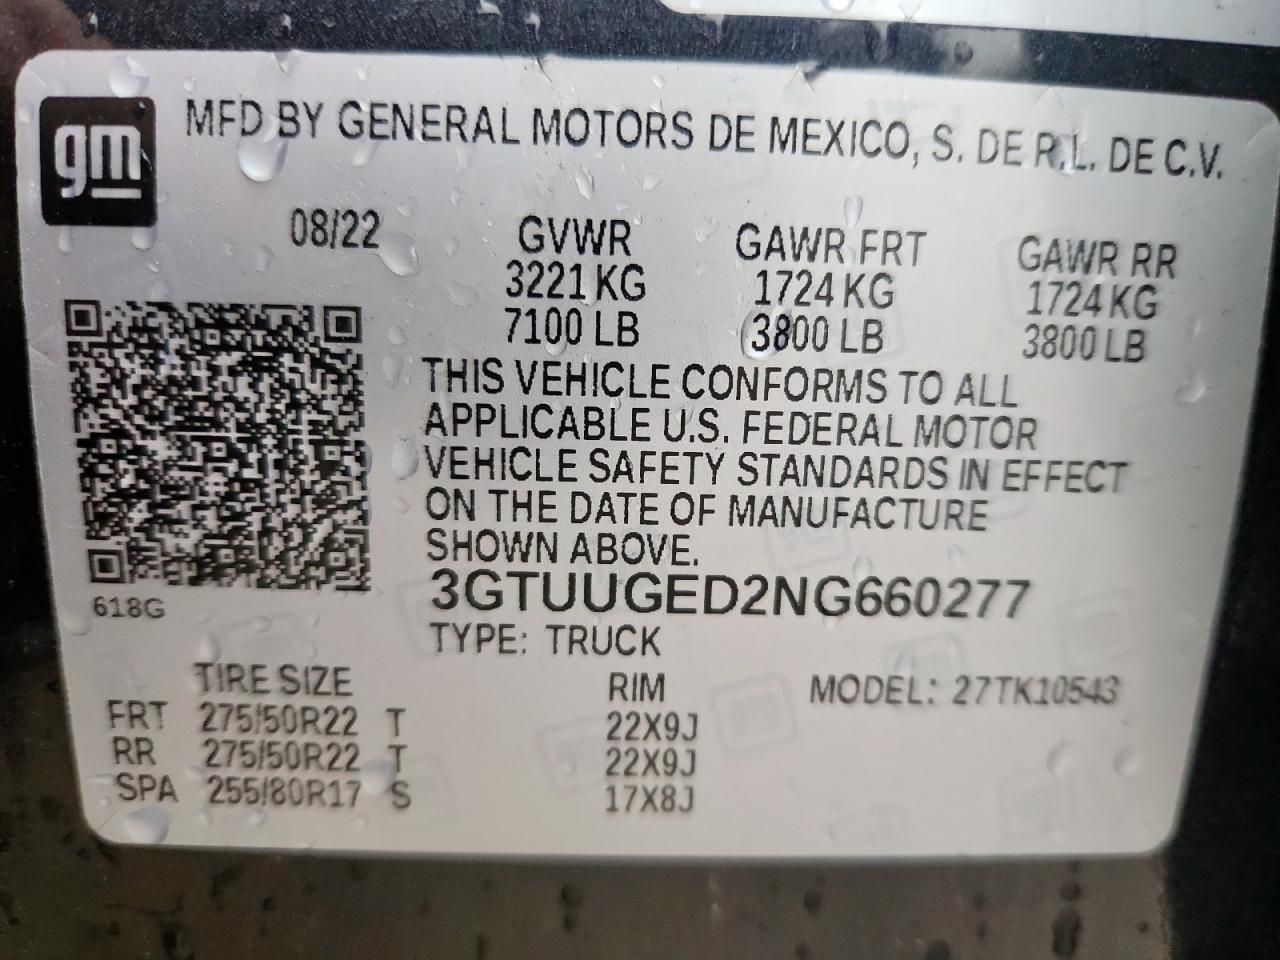 gm
MFD BY GENERAL MOTORS DE MEXICO, S. DE R.L. DE C.V.
08/22 GVWR GAWR FRT GAWR RR
3221 KG 1724 KG 1724 KG
7100 LB 3800 LB 3800 LB
THIS VEHICLE CONFORMS TO ALL
APPLICABLE U.S. FEDERAL MOTOR
VEHICLE SAFETY STANDARDS IN EFFECT
ON THE DATE OF MANUFACTURE
SHOWN ABOVE.
618G 3GTUUGED2NG660277
TYPE: TRUCK
TIRE SIZE RIM MODEL: 27TK10543
FRT 275/50R22 T 22X9J
RR 275/50R22 T 22X9J
SPA 255/80R17 S 17X8J